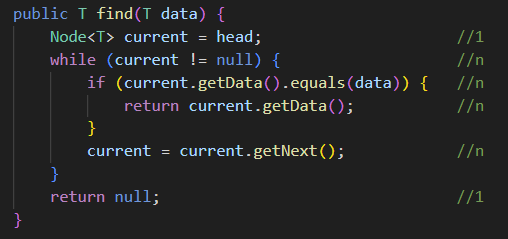 public T find(T data) {
    Node<T> current = head;                      //1
    while (current != null) {                    //n
        if (current.getData().equals(data)) {    //n
            return current.getData();            //n
        }
        current = current.getNext();             //n
    }
    return null;                                 //1
}